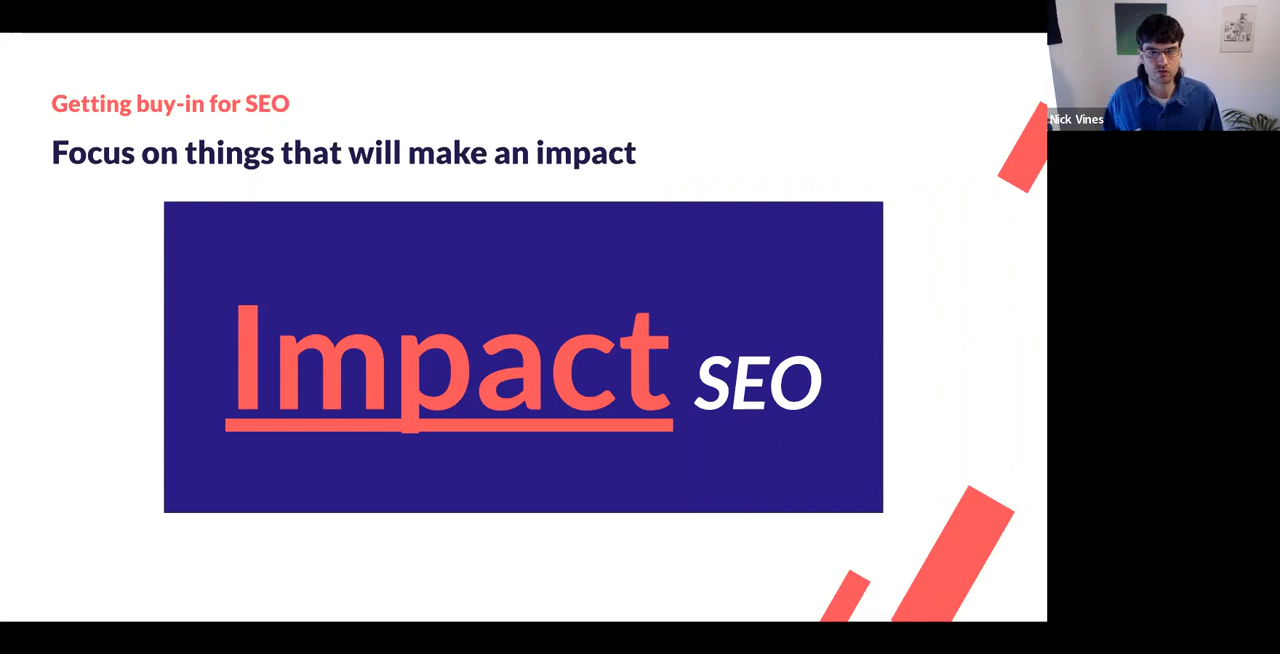 Getting buy-in for SEO
Focus on things that will make an impact
Impact SEO
Nick Vines